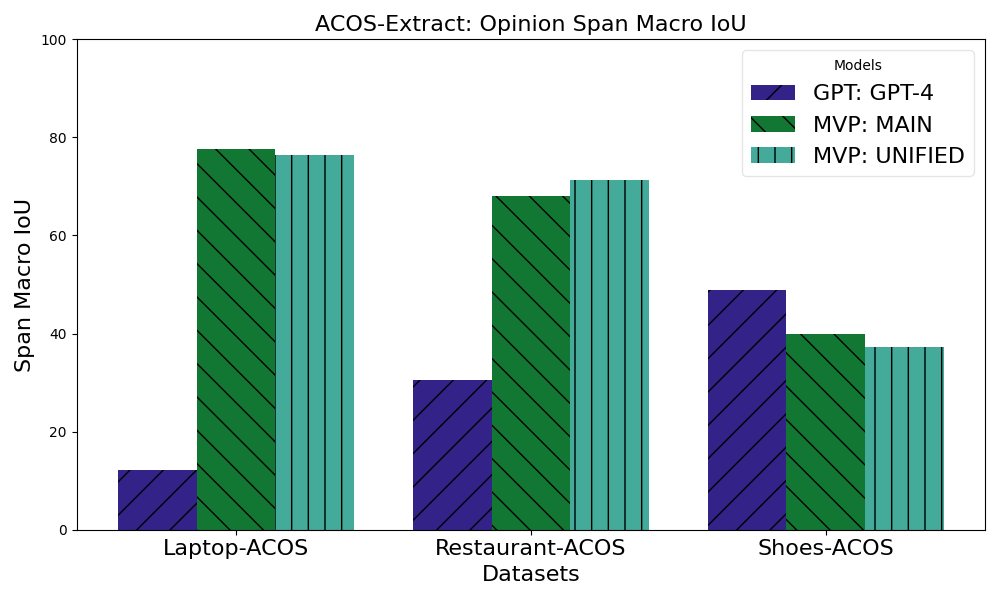 ACOS-Extract: Opinion Span Macro IoU
Models
GPT: GPT-4
MVP: MAIN
MVP: UNIFIED
Span Macro IoU
100
80
60
40
20
0
Laptop-ACOS
Restaurant-ACOS
Shoes-ACOS
Datasets